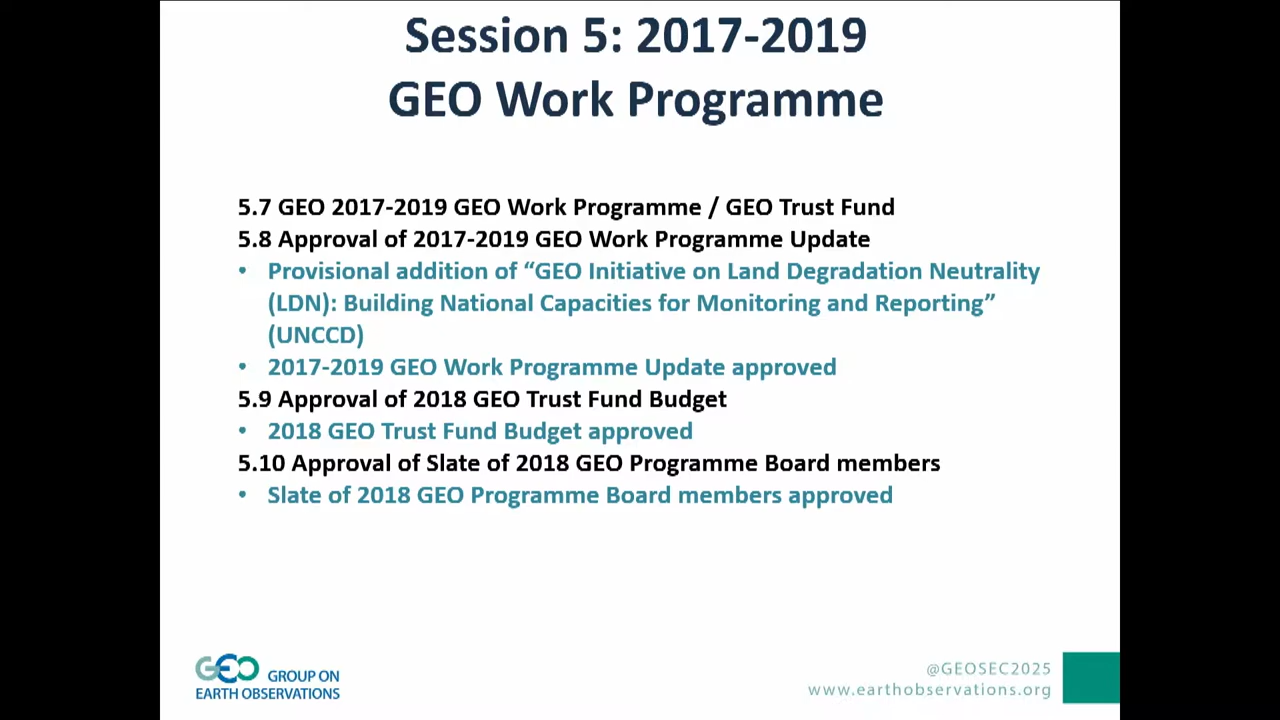 Session 5: 2017-2019
GEO Work Programme
5.7 GEO 2017-2019 GEO Work Programme / GEO Trust Fund
5.8 Approval of 2017-2019 GEO Work Programme Update
• Provisional addition of “GEO Initiative on Land Degradation Neutrality
(LDN): Building National Capacities for Monitoring and Reporting”
(UNCCD)
• 2017-2019 GEO Work Programme Update approved
5.9 Approval of 2018 GEO Trust Fund Budget
• 2018 GEO Trust Fund Budget approved
5.10 Approval of Slate of 2018 GEO Programme Board members
• Slate of 2018 GEO Programme Board members approved
GEO GROUP ON
EARTH OBSERVATIONS
@GEOSEC2025
www.earthobservations.org